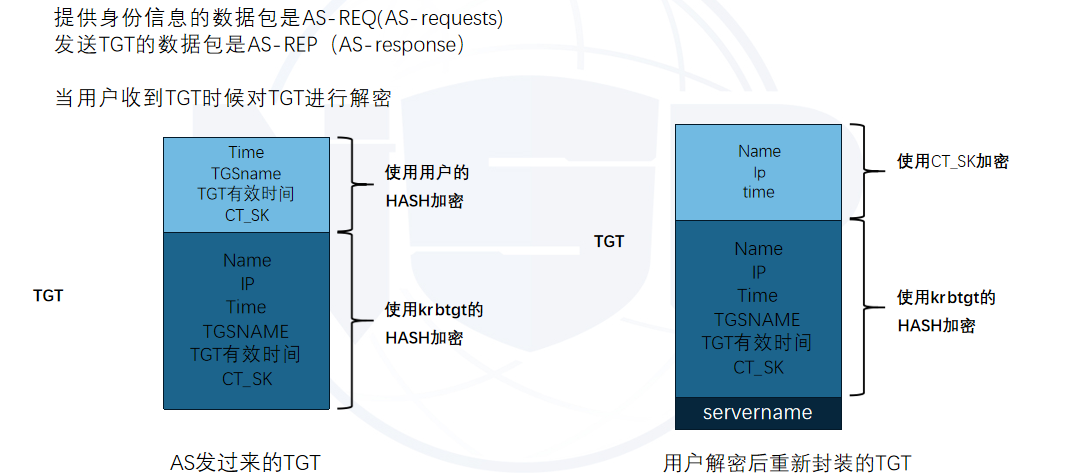 提供身份信息的数据包是AS-REQ(AS-requests)
发送TGT的数据包是AS-REP（AS-response）
当用户收到TGT时候对TGT进行解密
TGT
Time
TGSname
TGT有效时间
CT_SK
使用用户的
HASH加密
Name
IP
Time
TGSNAME
TGT有效时间
CT_SK
使用krbtgt的
HASH加密
AS发过来的TGT
TGT
Name
Ip
time
使用CT_SK加密
Name
IP
Time
TGSNAME
TGT有效时间
CT_SK
使用krbtgt的
HASH加密
servername
用户解密后重新封装的TGT